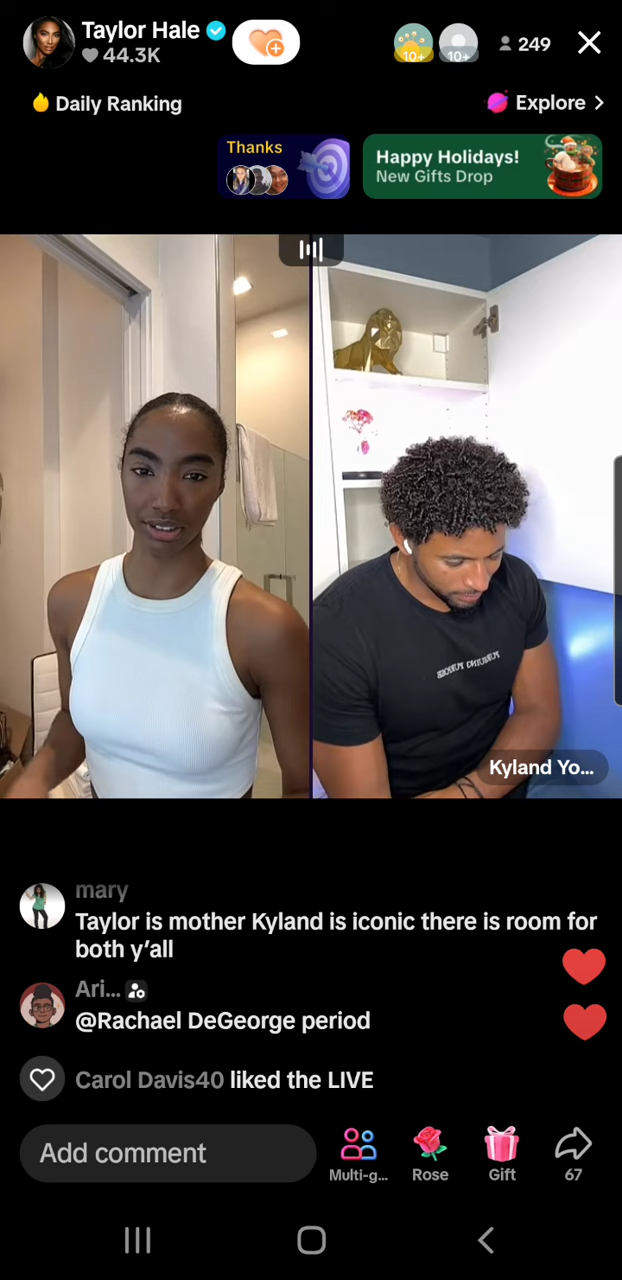 Taylor Hale
44.3K
10+
10+
249
Daily Ranking
Explore
Thanks
Happy Holidays!
New Gifts Drop
Kyland Yo...
mary
Taylor is mother Kyland is iconic there is room for
both y'all
Ari...
@Rachael DeGeorge period
Carol Davis40 liked the LIVE
Add comment
Multi-g...
Rose
Gift
67